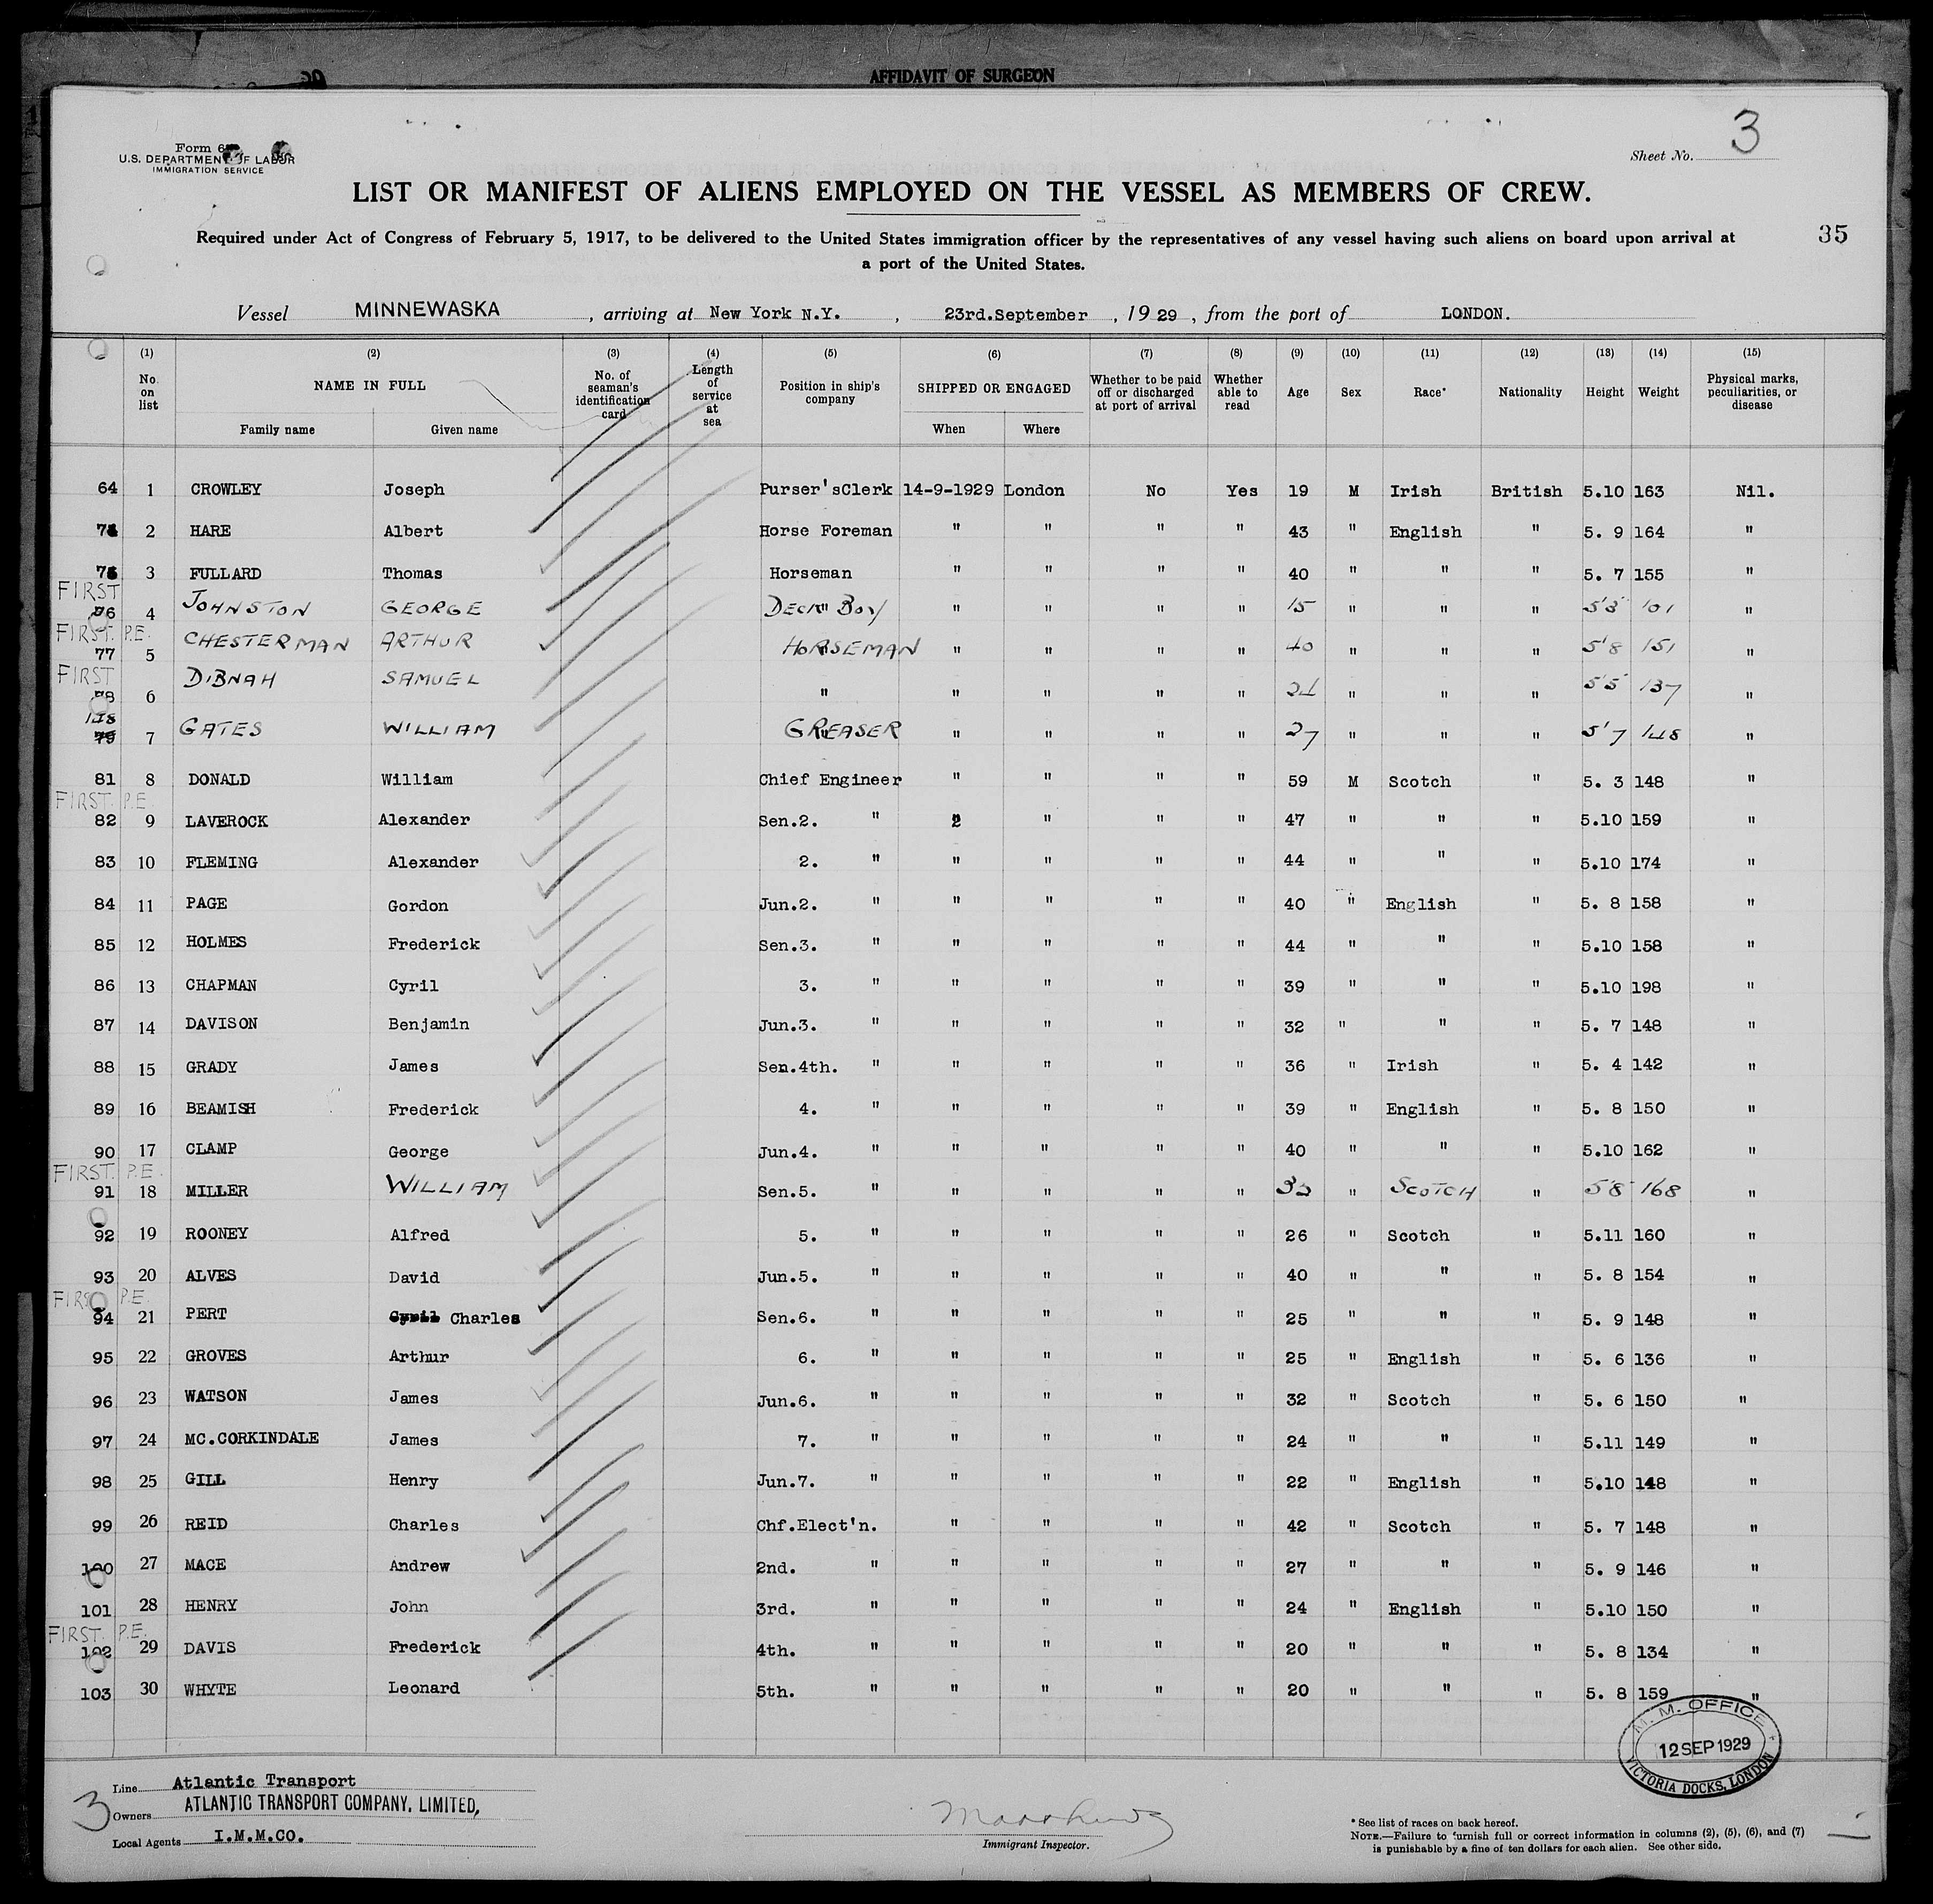 AFFIDAVIT OF SURGEON
3
Form 6
U.S. DEPARTMENT OF LABOR
IMMIGRATION SERVICE
Sheet No.
LIST OR MANIFEST OF ALIENS EMPLOYED ON THE VESSEL AS MEMBERS OF CREW.
Required under Act of Congress of February 5, 1917, to be delivered to the United States immigration officer by the representatives of any vessel having such aliens on board upon arrival at
a port of the United States.
35
Vessel MINNEWASKA , arriving at New York N.Y. , 23rd.September , 19 29 , from the port of LONDON.
(1) (2) (3) (4) (5) (6) (7) (8) (9) (10) (11) (12) (13) (14) (15)
No. on list NAME IN FULL No. of seaman's identification card Length of service at sea Position in ship's company SHIPPED OR ENGAGED Whether to be paid off or discharged at port of arrival Whether able to read Age Sex Race* Nationality Height Weight Physical marks, peculiarities, or disease
Family name Given name When Where
64 1 CROWLEY Joseph Purser'sClerk 14-9-1929 London No Yes 19 M Irish British 5.10 163 Nil.
2 HARE Albert Horse Foreman " " " " 43 " English " 5. 9 164 "
3 FULLARD Thomas Horseman " " " " 40 " " " 5. 7 155 "
FIRST
76 4 JOHNSTON GEORGE DECK BOY " " " " 15 " " " 5'3" 101 "
FIRST. P.E.
77 5 CHESTERMAN ARTHUR HORSEMAN " " " " 40 " " " 5'8 151 "
FIRST
78 6 DIBNAH SAMUEL " " " " " 24 " " " 5'5" 137 "
79 7 GATES WILLIAM GREASER " " " " 27 " " " 5'7 148 "
81 8 DONALD William Chief Engineer " " " " 59 M Scotch " 5. 3 148 "
FIRST. P.E.
82 9 LAVEROCK Alexander Sen.2. " " " " 47 " " " 5.10 159 "
83 10 FLEMING Alexander 2. " " " " " 44 " " " 5.10 174 "
84 11 PAGE Gordon Jun.2. " " " " " 40 " English " 5. 8 158 "
85 12 HOLMES Frederick Sen.3. " " " " " 44 " " " 5.10 158 "
86 13 CHAPMAN Cyril 3. " " " " " 39 " " " 5.10 198 "
87 14 DAVISON Benjamin Jun.3. " " " " " 32 " " " 5. 7 148 "
88 15 GRADY James Sen.4th. " " " " " 36 " Irish " 5. 4 142 "
89 16 BEAMISH Frederick 4. " " " " " 39 " English " 5. 8 150 "
90 17 CLAMP George Jun.4. " " " " " 40 " " " 5.10 162 "
FIRST. P.E.
91 18 MILLER WILLIAM Sen.5. " " " " " " SCOTCH " 5'8" 168 "
92 19 ROONEY Alfred 5. " " " " " 26 " Scotch " 5.11 160 "
93 20 ALVES David Jun.5. " " " " " 40 " " " 5. 8 154 "
FIRST P.E.
94 21 PERT Cyril Charles Sen.6. " " " " " 25 " " " 5. 9 148 "
95 22 GROVES Arthur 6. " " " " " 25 " English " 5. 6 136 "
96 23 WATSON James Jun.6. " " " " " 32 " Scotch " 5. 6 150 "
97 24 MC.CORKINDALE James 7. " " " " " 24 " " " 5.11 149 "
98 25 GILL Henry Jun.7. " " " " " 22 " English " 5.10 148 "
99 26 REID Charles Chf.Elect'n. " " " " 42 " Scotch " 5. 7 148 "
100 27 MACE Andrew 2nd. " " " " " 27 " " " 5. 9 146 "
101 28 HENRY John 3rd. " " " " " 24 " English " 5.10 150 "
FIRST. P.E.
102 29 DAVIS Frederick 4th. " " " " " 20 " " " 5. 8 134 "
103 30 WHYTE Leonard 5th. " " " " " 20 " " " 5. 8 159 "
M. M. OFFICE
12 SEP 1929
VICTORIA DOCKS, LONDON
3
Line Atlantic Transport
Owners ATLANTIC TRANSPORT COMPANY, LIMITED,
Local Agents I.M.M.CO.
Immigrant Inspector.
* See list of races on back hereof.
NOTE.—Failure to furnish full or correct information in columns (2), (5), (6), and (7)
is punishable by a fine of ten dollars for each alien. See other side.